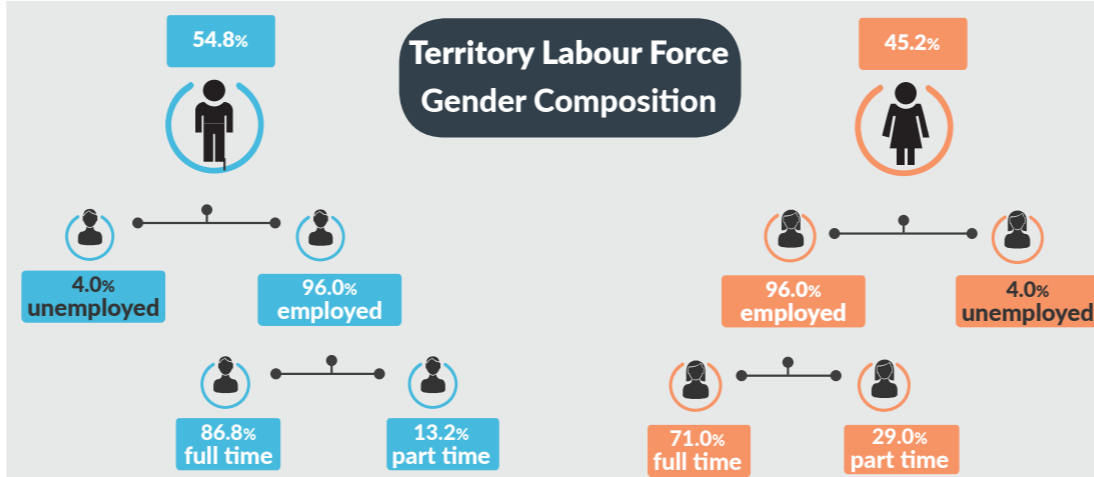 54.8%
Territory Labour Force
Gender Composition
45.2%
4.0%
unemployed
96.0%
employed
96.0%
employed
4.0%
unemployed
86.8%
full time
13.2%
part time
71.0%
full time
29.0%
part time